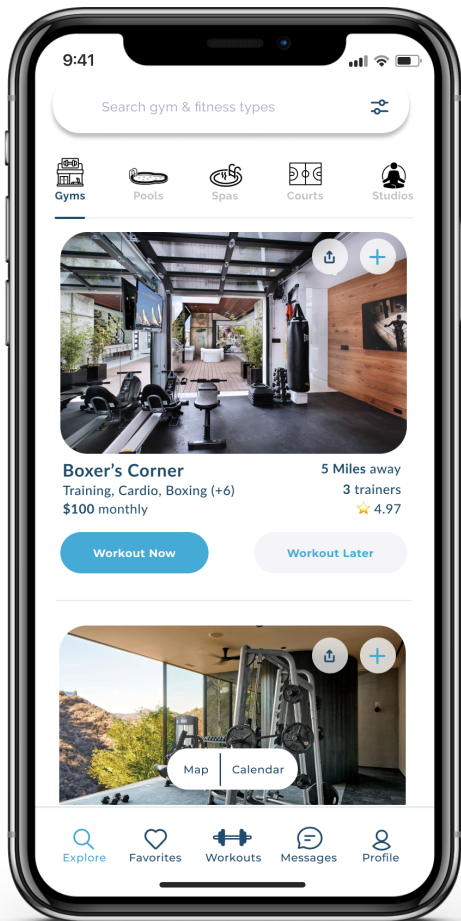 9:41
Search gym & fitness types
Gyms
Pools
Spas
Courts
Studios
Boxer's Corner
5 Miles away
Training, Cardio, Boxing (+6)
3 trainers
$100 monthly
4.97
Workout Now
Workout Later
Map
Calendar
Explore
Favorites
Workouts
Messages
Profile